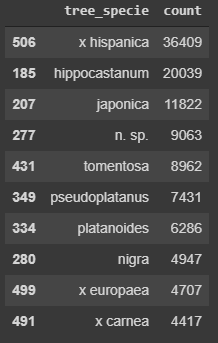 tree_specie count
506 x hispanica 36409
185 hippocastanum 20039
207 japonica 11822
277 n. sp. 9063
431 tomentosa 8962
349 pseudoplatanus 7431
334 platanoides 6286
280 nigra 4947
499 x europaea 4707
491 x carnea 4417